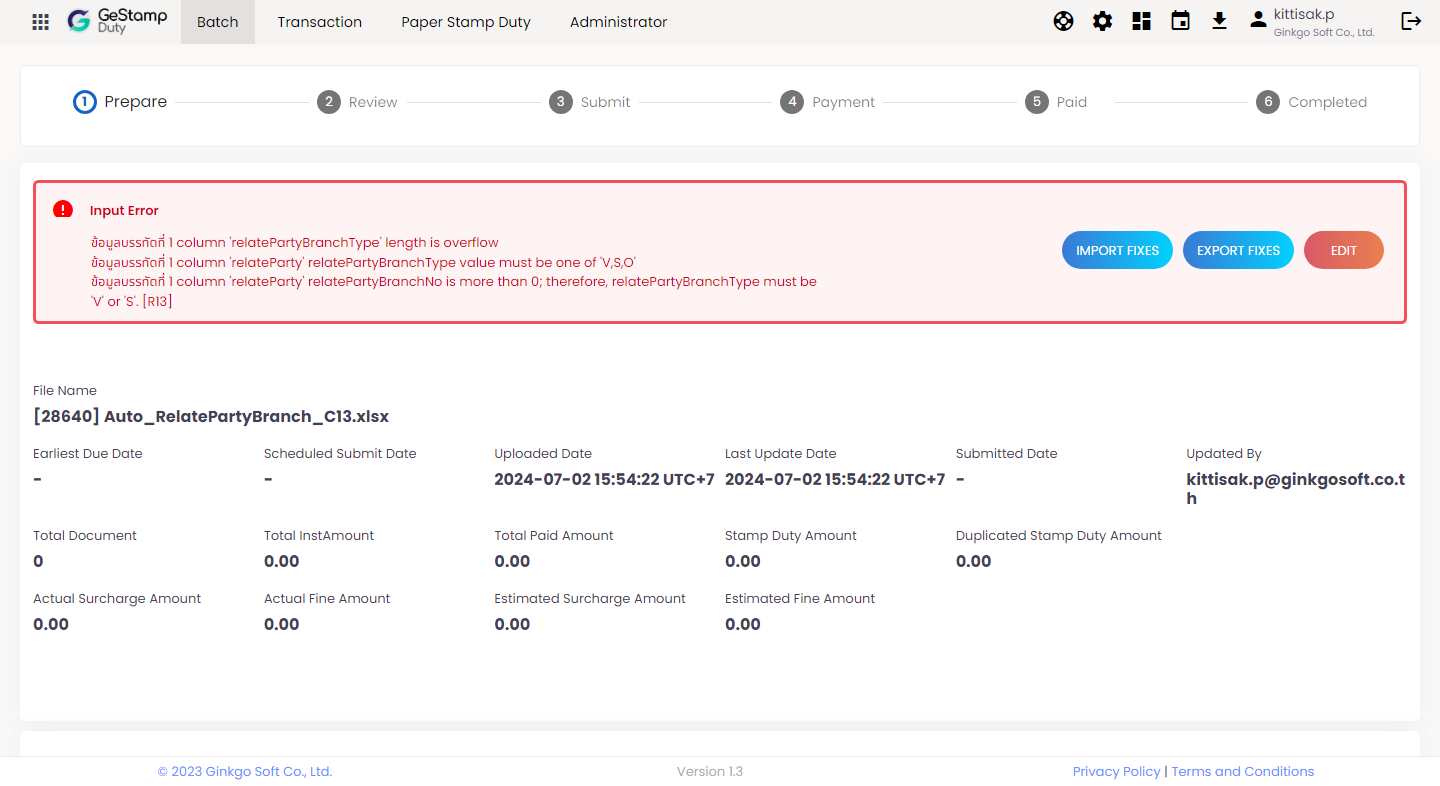 GeStamp
Duty
Batch
Transaction
Paper Stamp Duty
Administrator
kittisak.p
Ginkgo Soft Co., Ltd.
1 Prepare
2 Review
3 Submit
4 Payment
5 Paid
6 Completed
Input Error
ข้อมูลบรรทัดที่ 1 column 'relatePartyBranchType' length is overflow
ข้อมูลบรรทัดที่ 1 column 'relateParty' relatePartyBranchType value must be one of 'V,S,O'
ข้อมูลบรรทัดที่ 1 column 'relateParty' relatePartyBranchNo is more than 0; therefore, relatePartyBranchType must be
'V' or 'S'. [R13]
IMPORT FIXES
EXPORT FIXES
EDIT
File Name
[28640] Auto_RelatePartyBranch_C13.xlsx
Earliest Due Date
-
Scheduled Submit Date
-
Uploaded Date
2024-07-02 15:54:22 UTC+7
Last Update Date
2024-07-02 15:54:22 UTC+7
Submitted Date
-
Updated By
kittisak.p@ginkgosoft.co.t
h
Total Document
0
Total InstAmount
0.00
Total Paid Amount
0.00
Stamp Duty Amount
0.00
Duplicated Stamp Duty Amount
0.00
Actual Surcharge Amount
0.00
Actual Fine Amount
0.00
Estimated Surcharge Amount
0.00
Estimated Fine Amount
0.00
© 2023 Ginkgo Soft Co., Ltd.
Version 1.3
Privacy Policy | Terms and Conditions